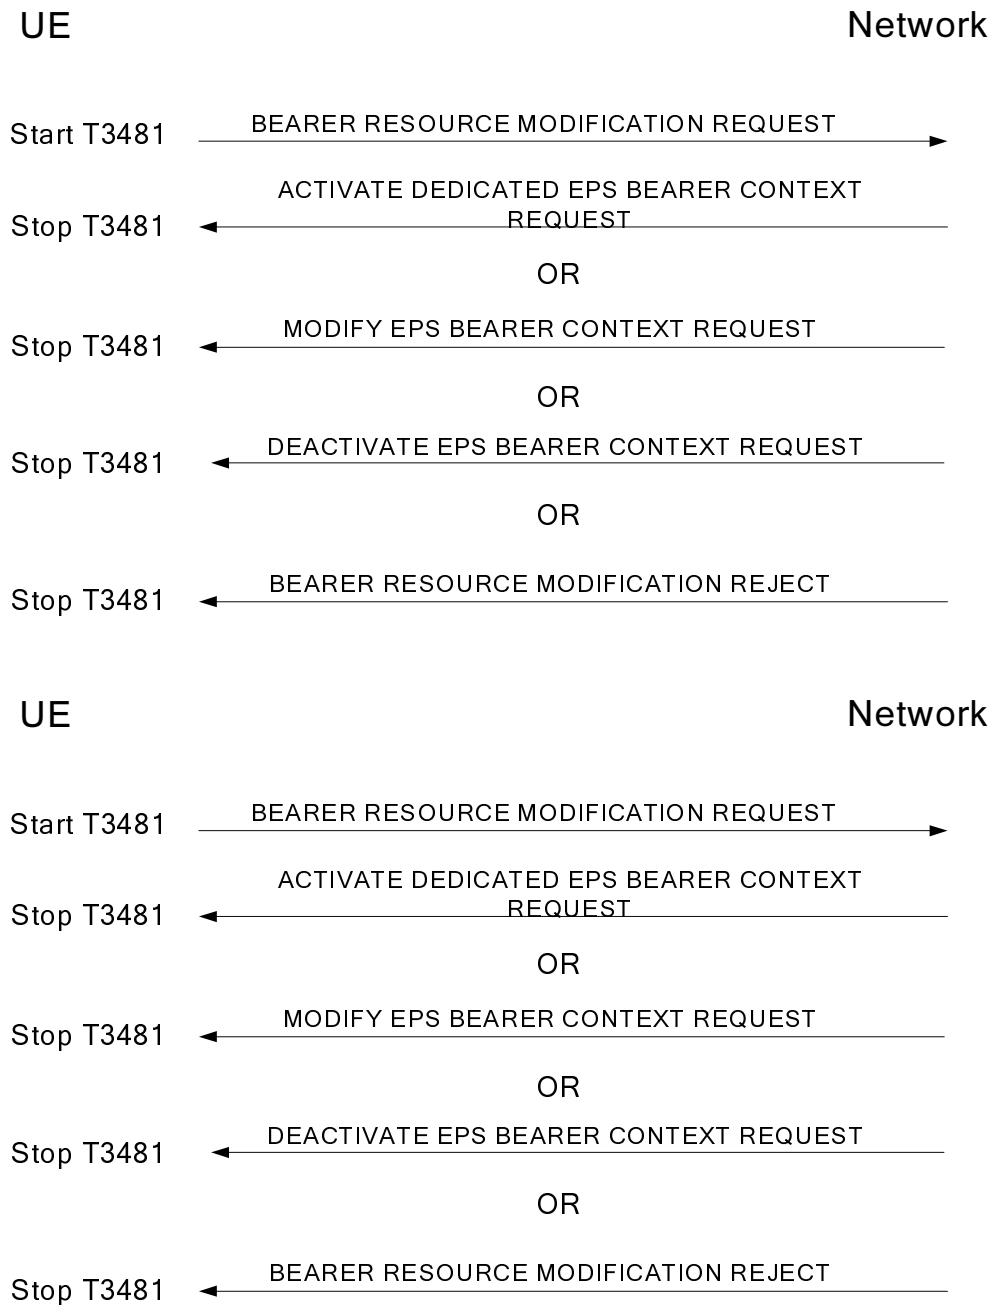 UE Network
Start T3481 BEARER RESOURCE MODIFICATION REQUEST
ACTIVATE DEDICATED EPS BEARER CONTEXT
Stop T3481 REQUEST
OR
Stop T3481 MODIFY EPS BEARER CONTEXT REQUEST
OR
Stop T3481 DEACTIVATE EPS BEARER CONTEXT REQUEST
OR
Stop T3481 BEARER RESOURCE MODIFICATION REJECT
UE Network
Start T3481 BEARER RESOURCE MODIFICATION REQUEST
ACTIVATE DEDICATED EPS BEARER CONTEXT
Stop T3481 REQUEST
OR
Stop T3481 MODIFY EPS BEARER CONTEXT REQUEST
OR
Stop T3481 DEACTIVATE EPS BEARER CONTEXT REQUEST
OR
Stop T3481 BEARER RESOURCE MODIFICATION REJECT